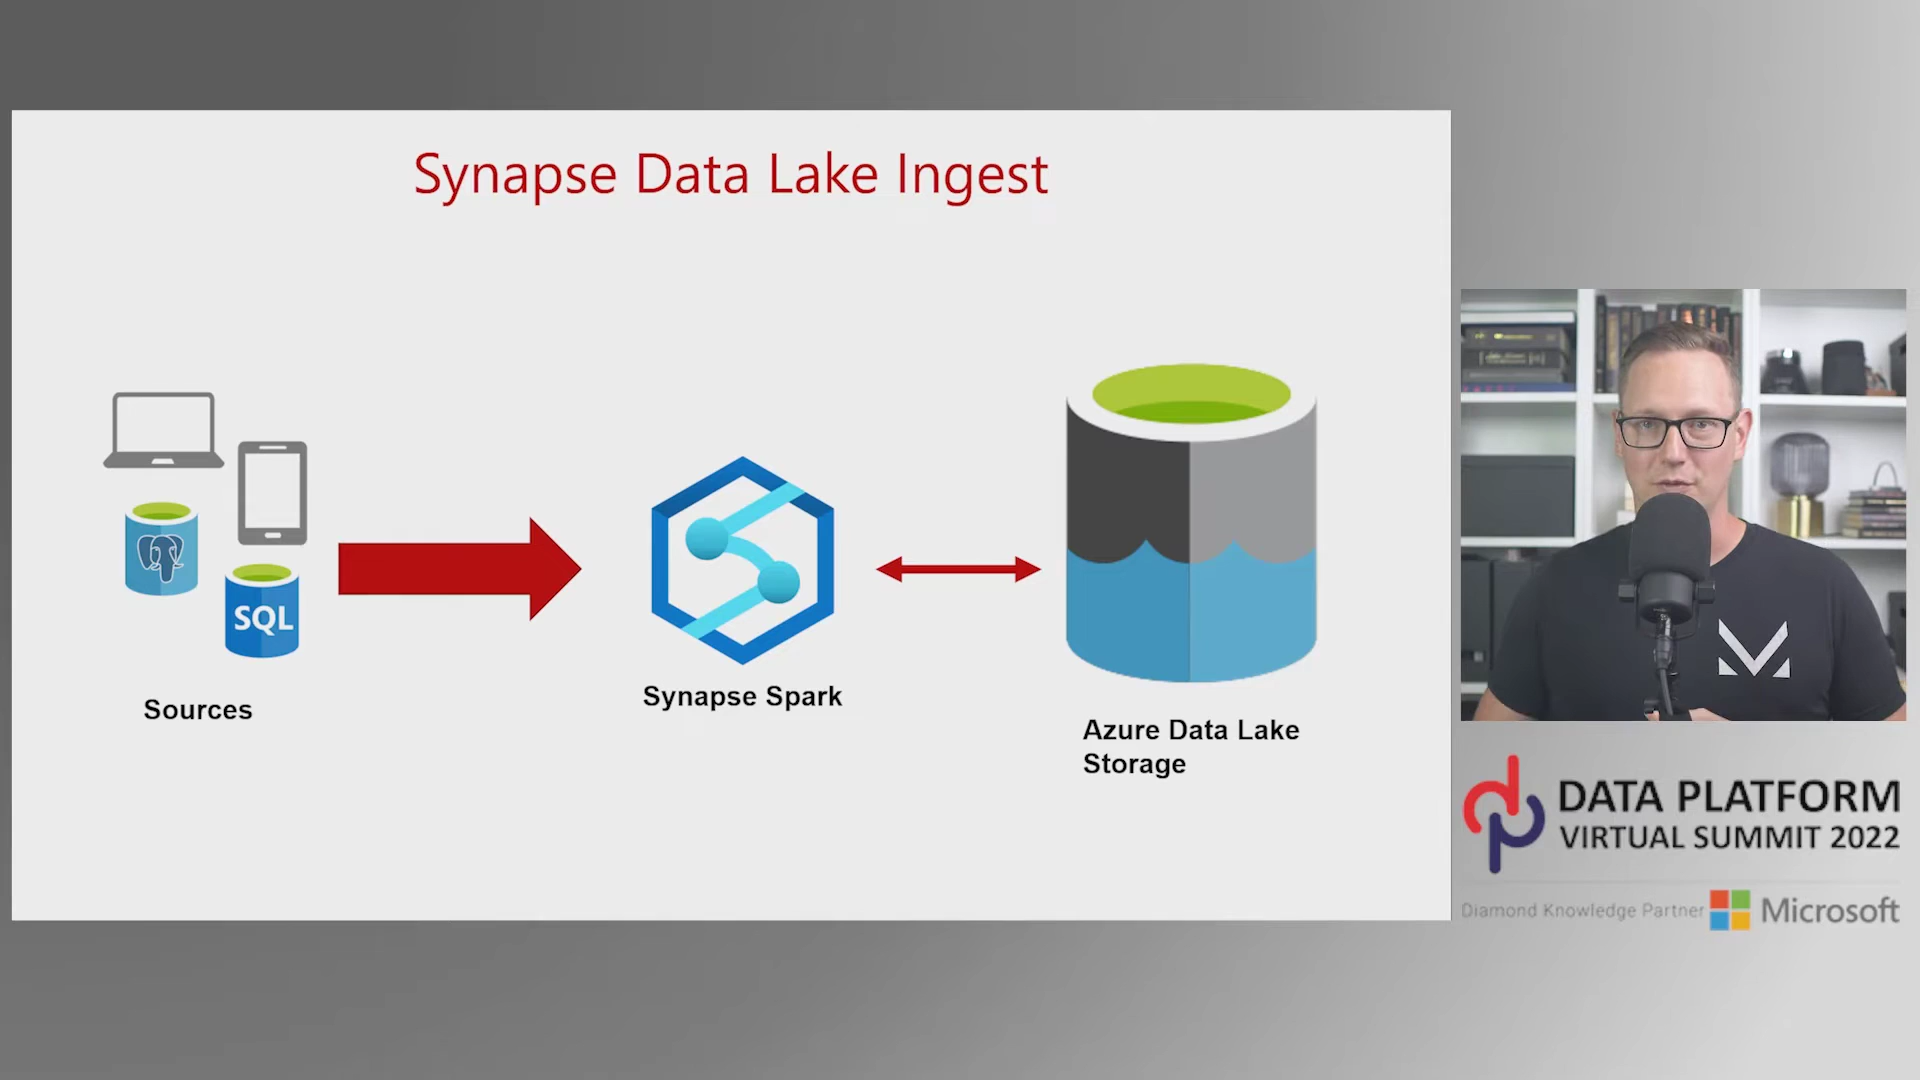 Synapse Data Lake Ingest
SQL
Sources
Synapse Spark
Azure Data Lake
Storage
DATA PLATFORM
VIRTUAL SUMMIT 2022
Diamond Knowledge Partner Microsoft